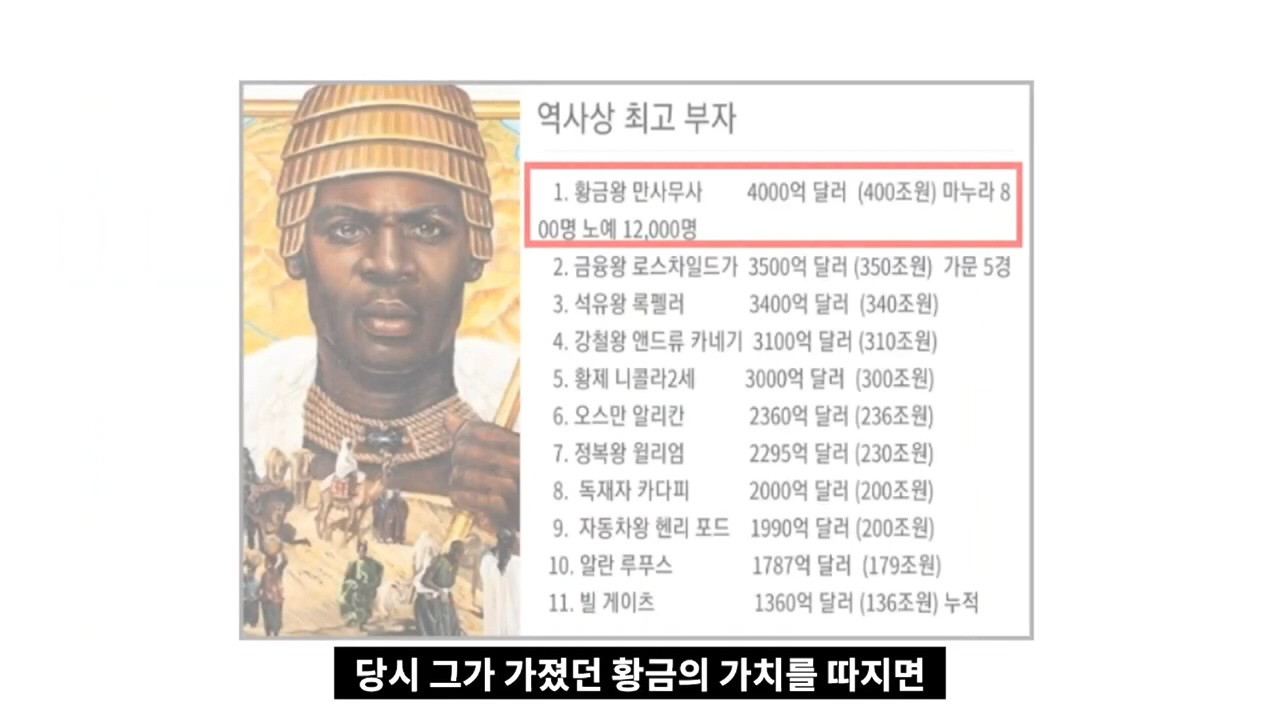 역사상 최고 부자
1. 황금왕 만사무사 4000억 달러 (400조원) 마누라 8
00명 노예 12,000명
2. 금융왕 로스차일드가 3500억 달러 (350조원) 가문 5경
3. 석유왕 록펠러 3400억 달러 (340조원)
4. 강철왕 앤드류 카네기 3100억 달러 (310조원)
5. 황제 니콜라2세 3000억 달러 (300조원)
6. 오스만 알리칸 2360억 달러 (236조원)
7. 정복왕 윌리엄 2295억 달러 (230조원)
8. 독재자 카다피 2000억 달러 (200조원)
9. 자동차왕 헨리 포드 1990억 달러 (200조원)
10. 알란 루푸스 1787억 달러 (179조원)
11. 빌 게이츠 1360억 달러 (136조원) 누적
당시 그가 가졌던 황금의 가치를 따지면